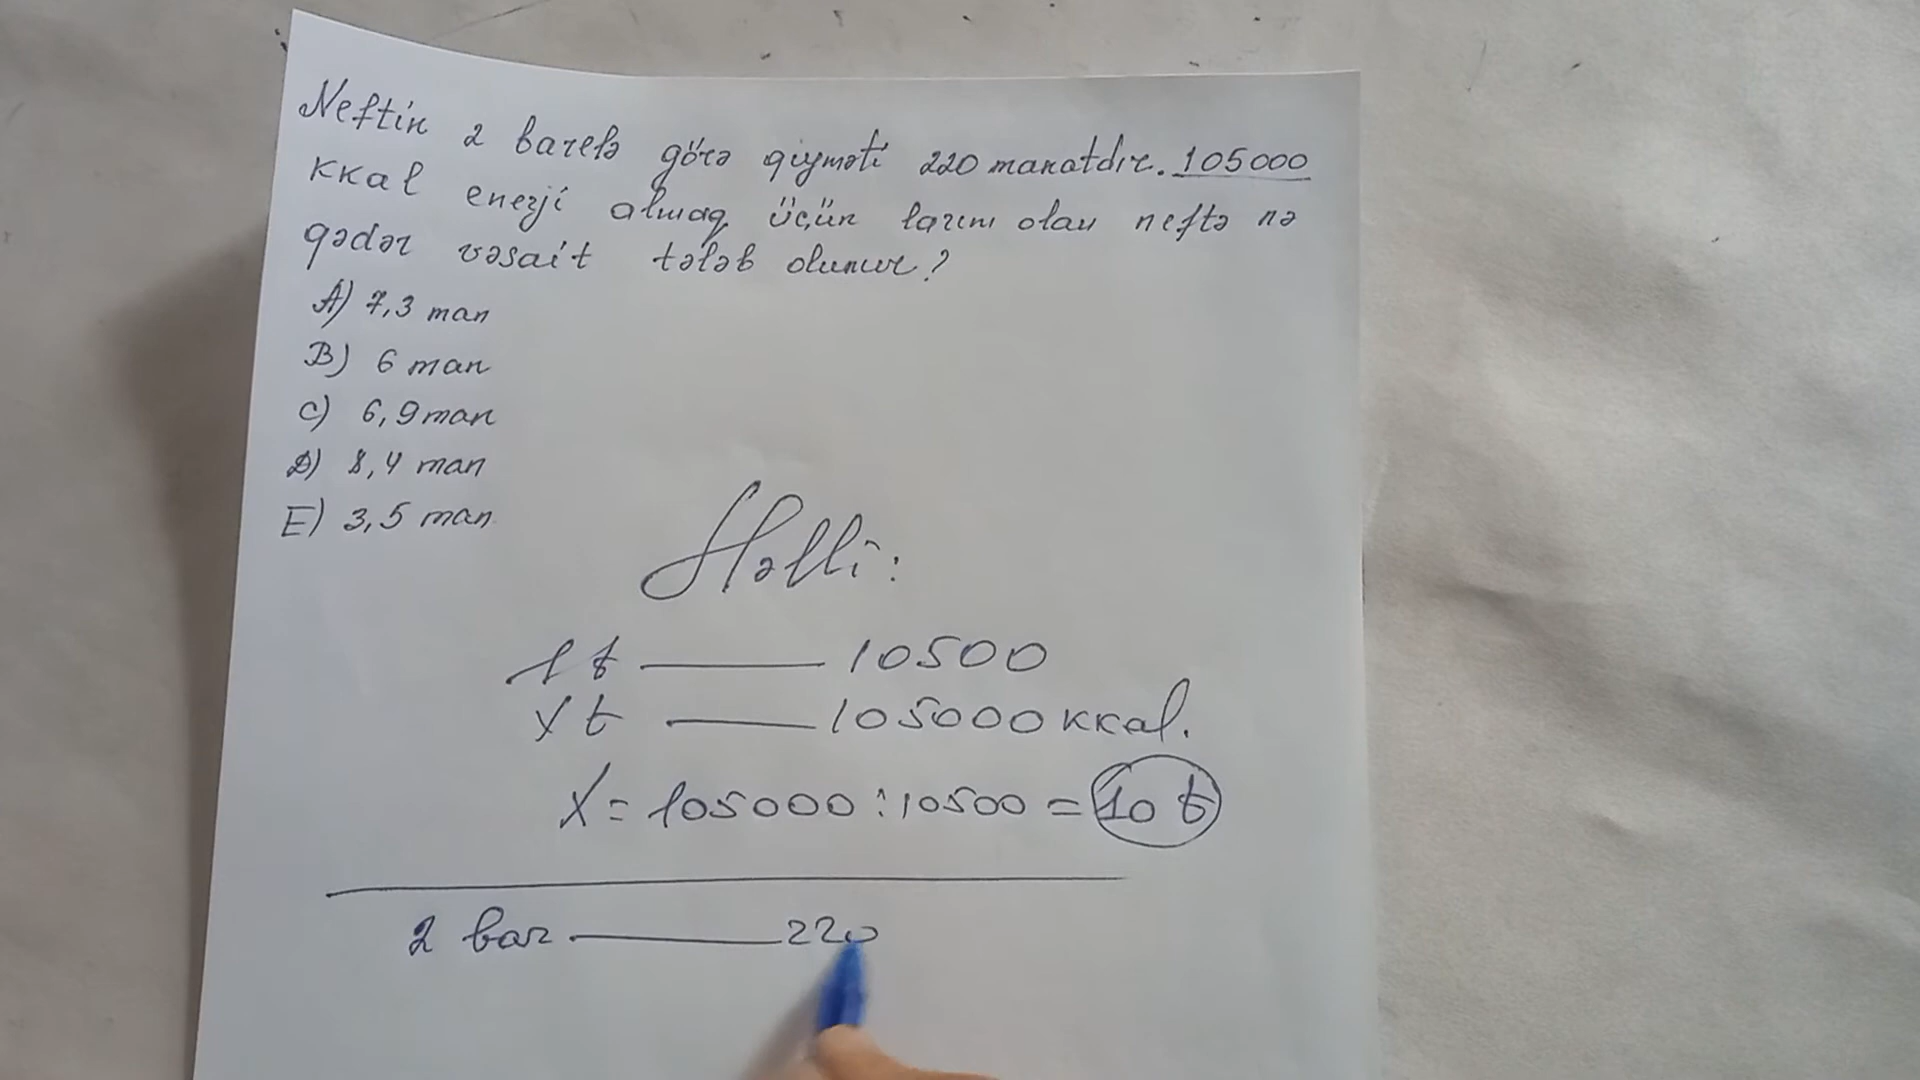 Neftin 2 barelə görə qiyməti 220 manatdır. 105000
kkal enerji almaq üçün lazım olan neftə nə
qədər vəsait tələb olunur?
A) 7,3 man
B) 6 man
C) 6,9 man
D) 8,4 man
E) 3,5 man
Həlli:
1 t —— 10500
x t —— 105000 kkal.
X = 105000 : 10500 = 10 t
2 bar —— 220